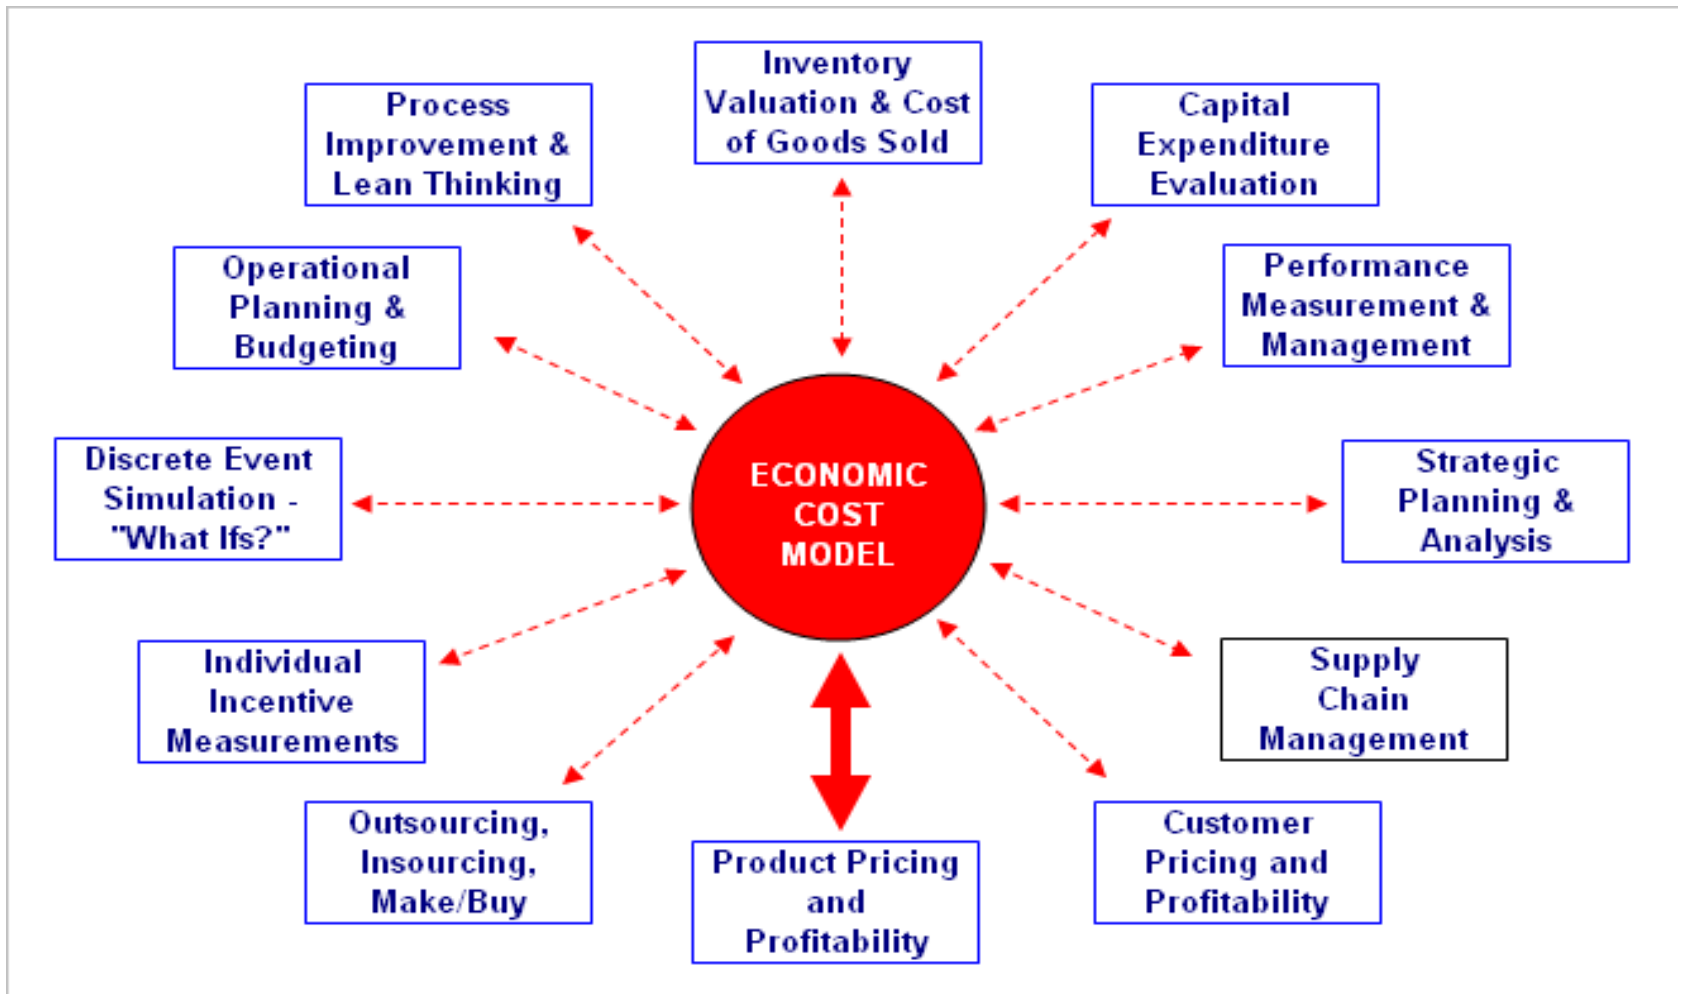 Inventory
Valuation & Cost
of Goods Sold
Process
Improvement &
Lean Thinking
Capital
Expenditure
Evaluation
Operational
Planning &
Budgeting
Performance
Measurement &
Management
Discrete Event
Simulation -
"What Ifs?"
ECONOMIC
COST
MODEL
Strategic
Planning &
Analysis
Individual
Incentive
Measurements
Supply
Chain
Management
Outsourcing,
Insourcing,
Make/Buy
Product Pricing
and
Profitability
Customer
Pricing and
Profitability